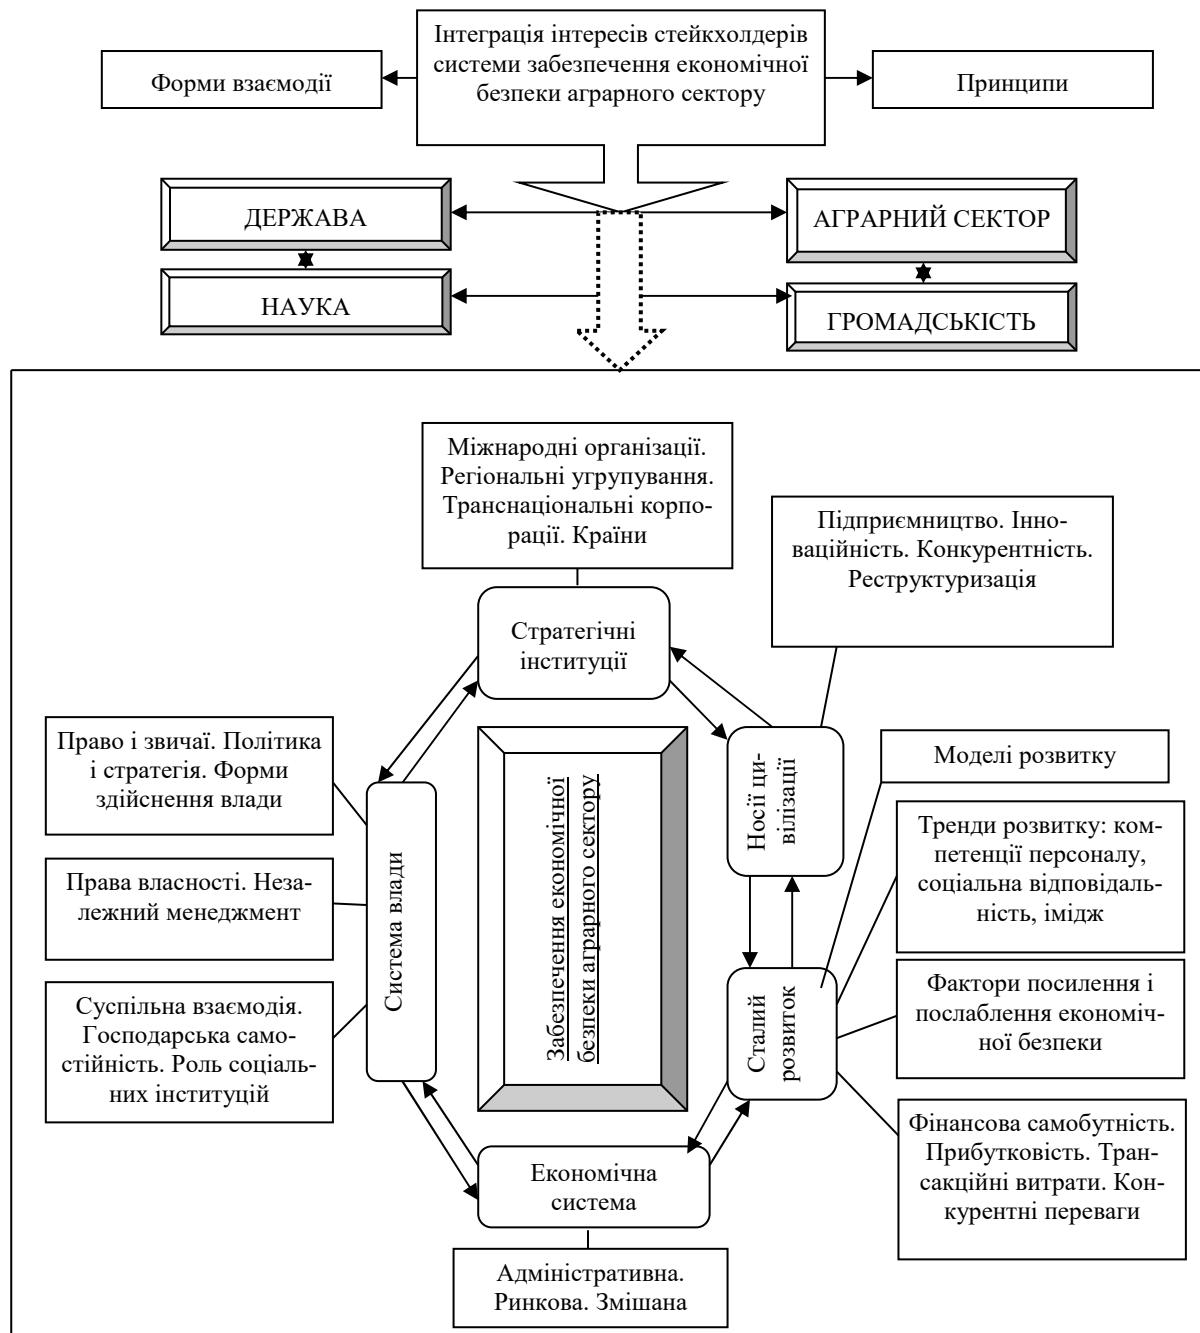 Інтеграція інтересів стейкхолдерів
системи забезпечення економічної
безпеки аграрного сектору
Форми взаємодії
Принципи
ДЕРЖАВА
АГРАРНИЙ СЕКТОР
НАУКА
ГРОМАДСЬКІСТЬ
Міжнародні організації.
Регіональні угрупування.
Транснаціональні корпо-
рації. Країни
Підприємництво. Інно-
ваційність. Конкурентність.
Реструктуризація
Стратегічні
інституції
Право і звичаї. Політика
і стратегія. Форми
здійснення влади
Права власності. Неза-
лежний менеджмент
Суспільна взаємодія.
Господарська само-
стійність. Роль соціаль-
них інституцій
Система влади
Забезпечення економічної
безпеки аграрного сектору
Носії ци-
вілізації
Сталий
розвиток
Моделі розвитку
Тренди розвитку: ком-
петенції персоналу,
соціальна відповідаль-
ність, імідж
Фактори посилення і
послаблення економіч-
ної безпеки
Фінансова самобутність.
Прибутковість. Тран-
сакційні витрати. Кон-
курентні переваги
Економічна
система
Адміністративна.
Ринкова. Змішана